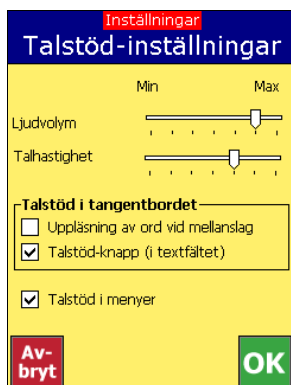 Inställningar
Talstöd-inställningar
Min Max
Ljudvolym
Talhastighet
Talstöd i tangentbordet
Uppläsning av ord vid mellanslag
Talstöd-knapp (i textfältet)
Talstöd i menyer
Av-
bryt
OK